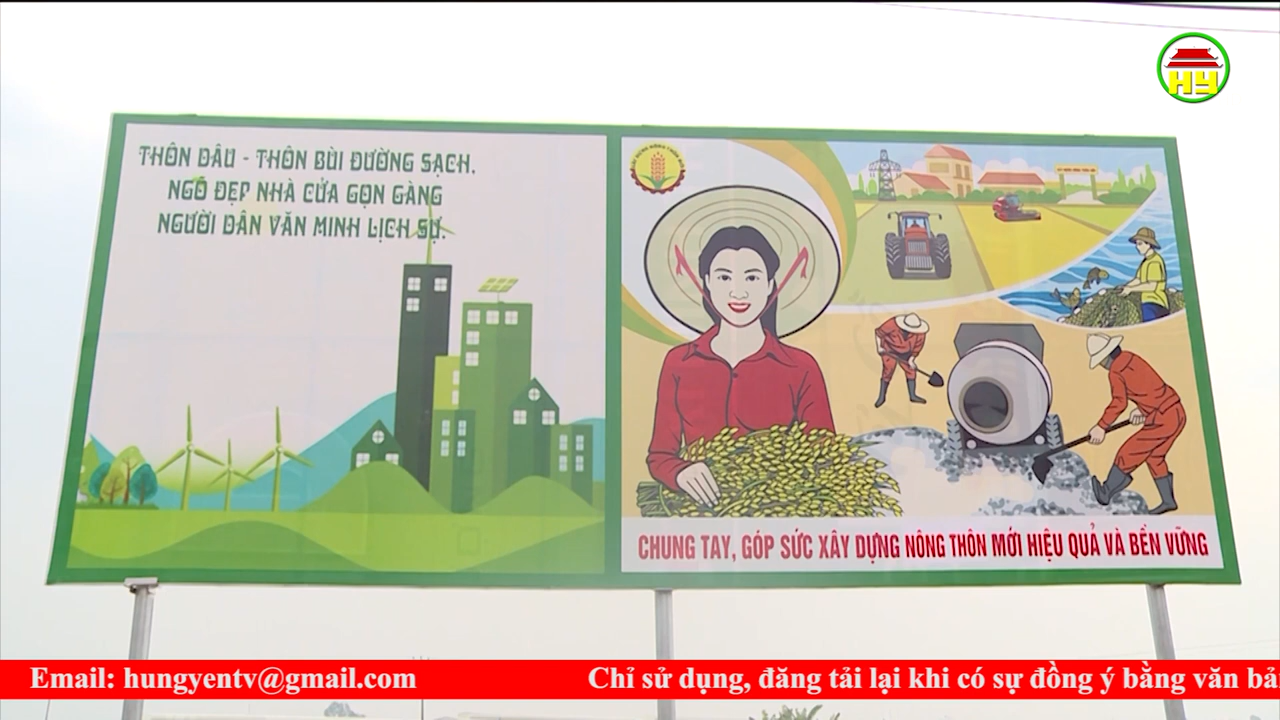 HY
THÔN DÂU - THÔN BÙI ĐƯỜNG SẠCH,
NGÕ ĐẸP NHÀ CỬA GỌN GÀNG
NGƯỜI DÂN VĂN MINH LỊCH SỰ.
CHUNG TAY, GÓP SỨC XÂY DỰNG NÔNG THÔN MỚI HIỆU QUẢ VÀ BỀN VỮNG
Email: hungyentv@gmail.com
Chỉ sử dụng, đăng tải lại khi có sự đồng ý bằng văn bả